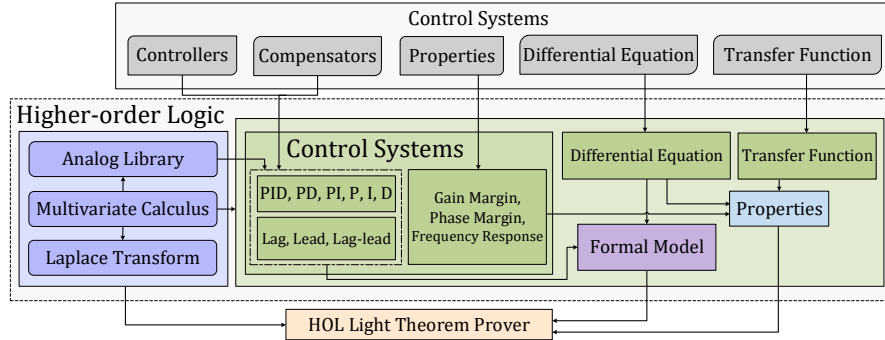 Control Systems
Controllers
Compensators
Properties
Differential Equation
Transfer Function
Higher-order Logic
Analog Library
Multivariate Calculus
Laplace Transform
Control Systems
PID, PD, PI, P, I, D
Lag, Lead, Lag-lead
Gain Margin,
Phase Margin,
Frequency Response
Differential Equation
Transfer Function
Properties
Formal Model
HOL Light Theorem Prover